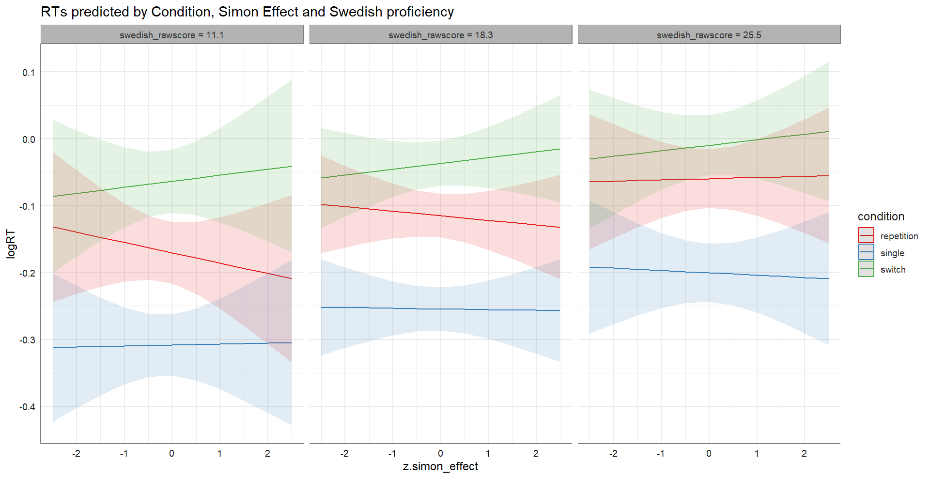 RTs predicted by Condition, Simon Effect and Swedish proficiency
swedish_rawscore = 11.1
swedish_rawscore = 18.3
swedish_rawscore = 25.5
0.1
0.0
-0.1
-0.2
-0.3
-0.4
logRT
-2 -1 0 1 2
-2 -1 0 1 2
-2 -1 0 1 2
z.simon_effect
condition
repetition
single
switch